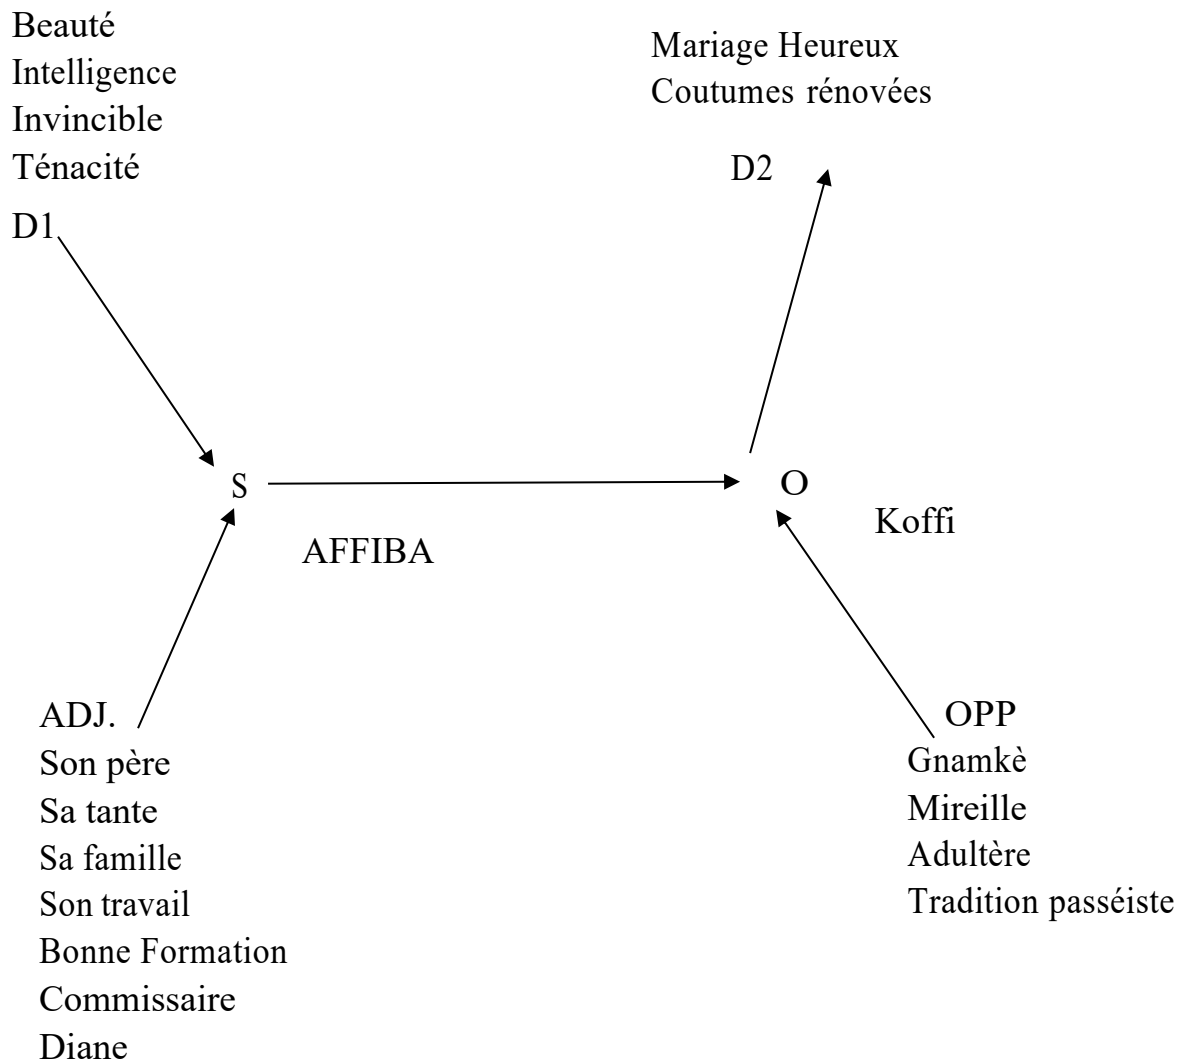 Beauté
Intelligence
Invincible
Ténacité
D1
Mariage Heureux
Coutumes rénovées
D2
S
O
AFFIBA
Koffi
ADJ.
Son père
Sa tante
Sa famille
Son travail
Bonne Formation
Commissaire
Diane
OPP
Gnamkè
Mireille
Adultère
Tradition passéiste